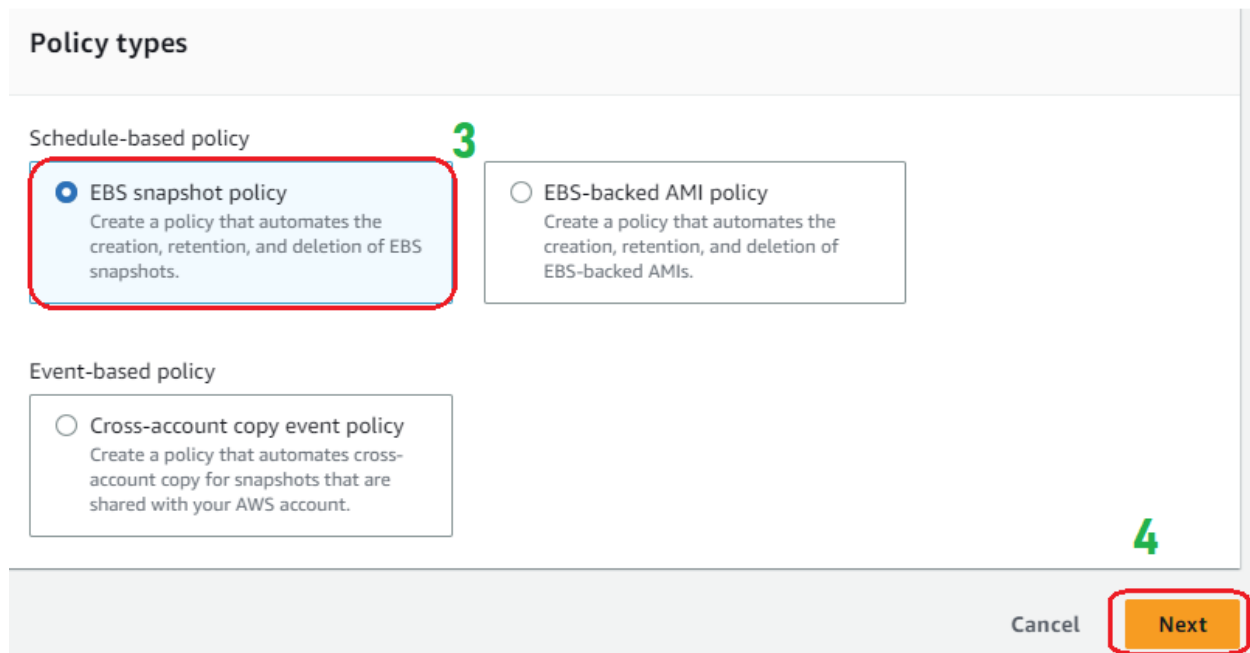 Policy types
Schedule-based policy
3
EBS snapshot policy
Create a policy that automates the
creation, retention, and deletion of EBS
snapshots.
EBS-backed AMI policy
Create a policy that automates the
creation, retention, and deletion of
EBS-backed AMIs.
Event-based policy
Cross-account copy event policy
Create a policy that automates cross-
account copy for snapshots that are
shared with your AWS account.
4
Cancel
Next